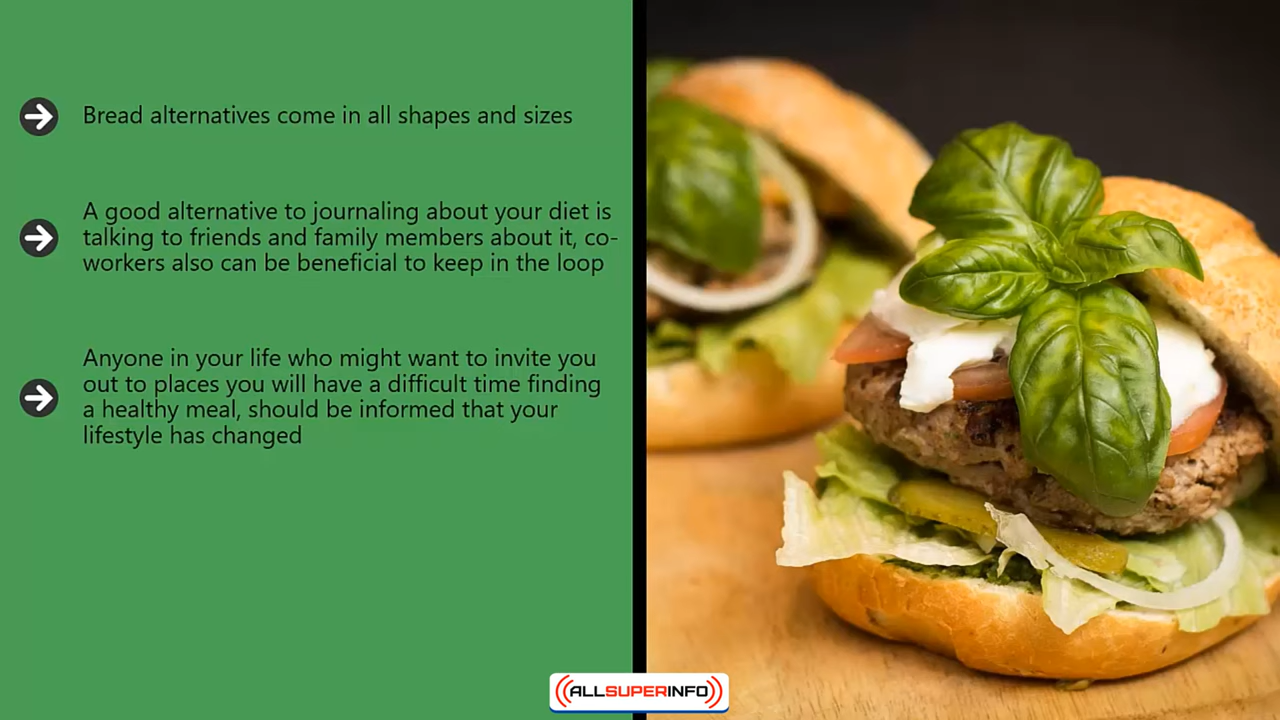 Bread alternatives come in all shapes and sizes
A good alternative to journaling about your diet is
talking to friends and family members about it, co-
workers also can be beneficial to keep in the loop
Anyone in your life who might want to invite you
out to places you will have a difficult time finding
a healthy meal, should be informed that your
lifestyle has changed
ALLSUPERINFO